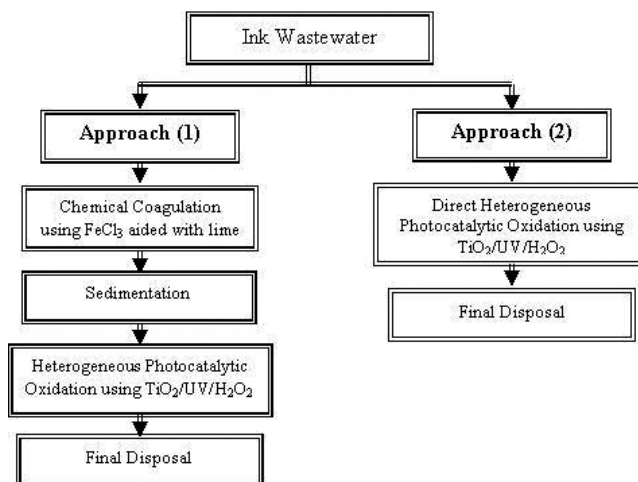 Ink Wastewater
Approach (1)
Chemical Coagulation
using FeCl₃ aided with lime
Sedimentation
Heterogeneous Photocatalytic
Oxidation using TiO₂/UV/H₂O₂
Final Disposal
Approach (2)
Direct Heterogeneous
Photocatalytic Oxidation using
TiO₂/UV/H₂O₂
Final Disposal